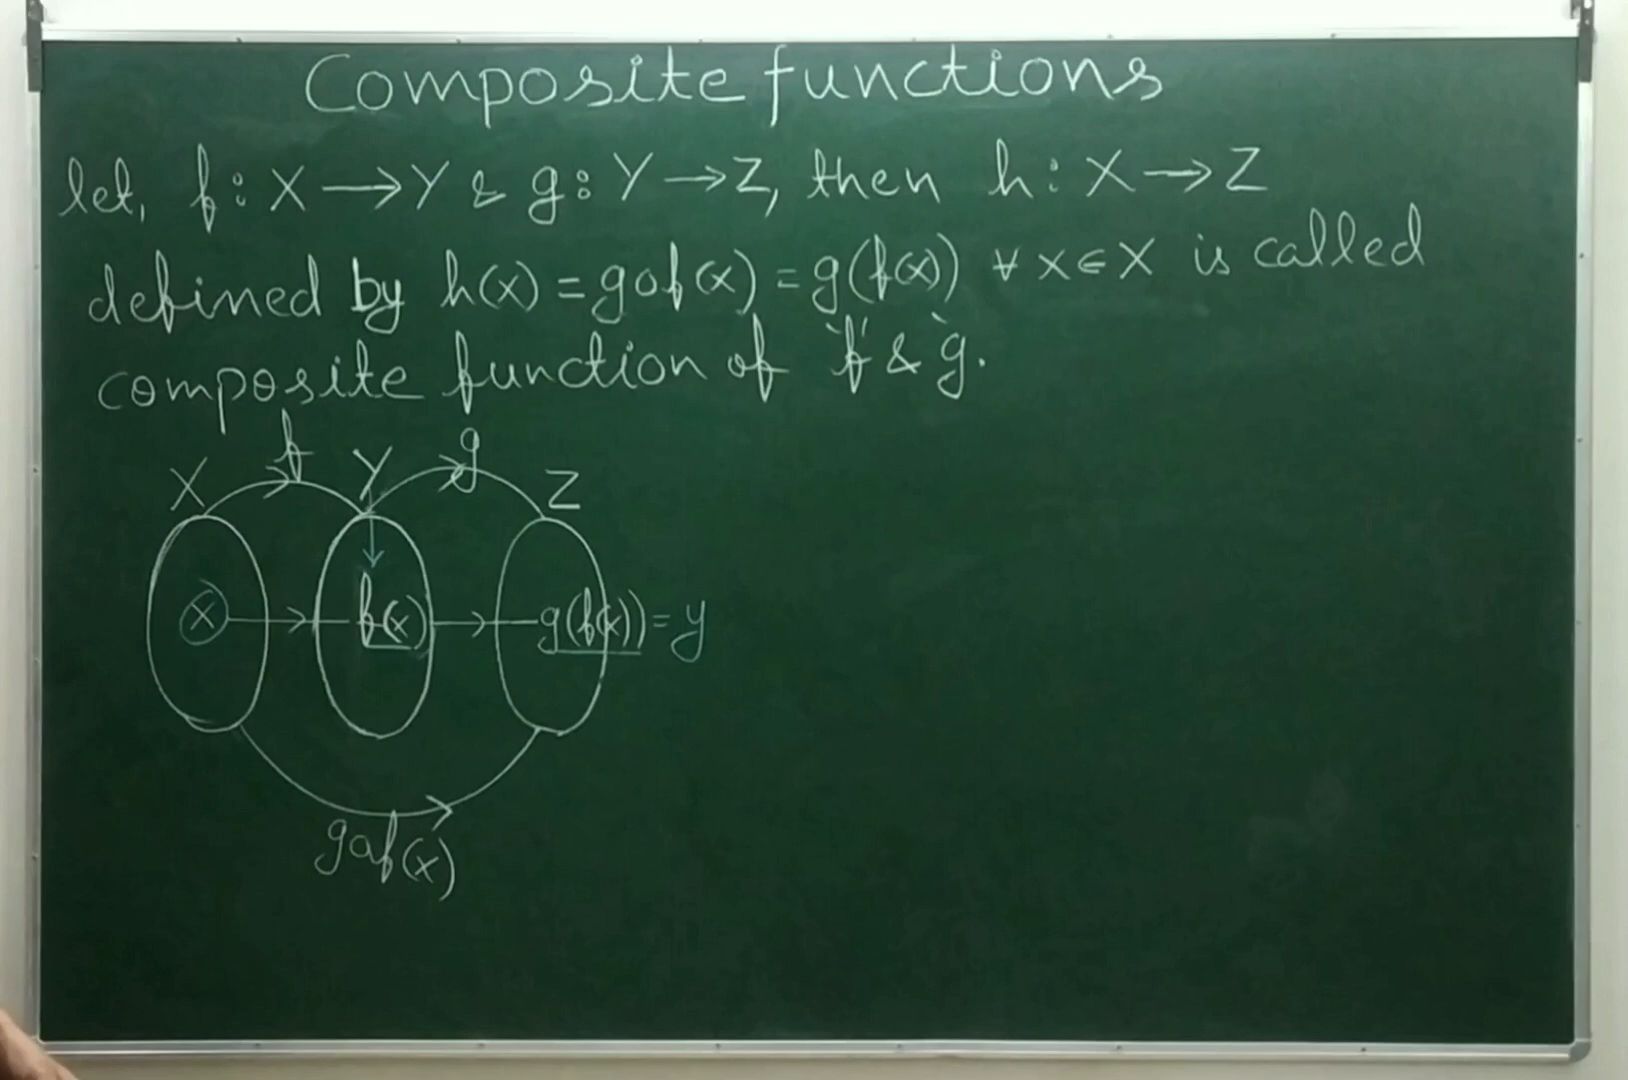 Composite functions
let, f : X → Y & g : Y → Z, then h : X → Z
defined by h(x) = gof(x) = g(f(x)) ∀ x ∈ X is called
composite function of 'f' & 'g.
f g
X Y Z
x f(x) g(f(x)) = y
gof(x)